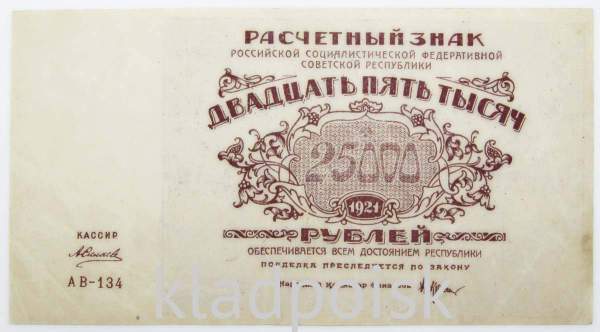 РАСЧЕТНЫЙ ЗНАК
РОССИЙСКОЙ СОЦИАЛИСТИЧЕСКОЙ ФЕДЕРАТИВНОЙ
СОВЕТСКОЙ РЕСПУБЛИКИ
ДВАДЦАТЬ ПЯТЬ ТЫСЯЧ
25000
1921
РУБЛЕЙ
ОБЕСПЕЧИВАЕТСЯ ВСЕМ ДОСТОЯНИЕМ РЕСПУБЛИКИ
ПОДДЕЛКА ПРЕСЛЕДУЕТСЯ ПО ЗАКОНУ
КАССИР
АВ-134
kladpoisk